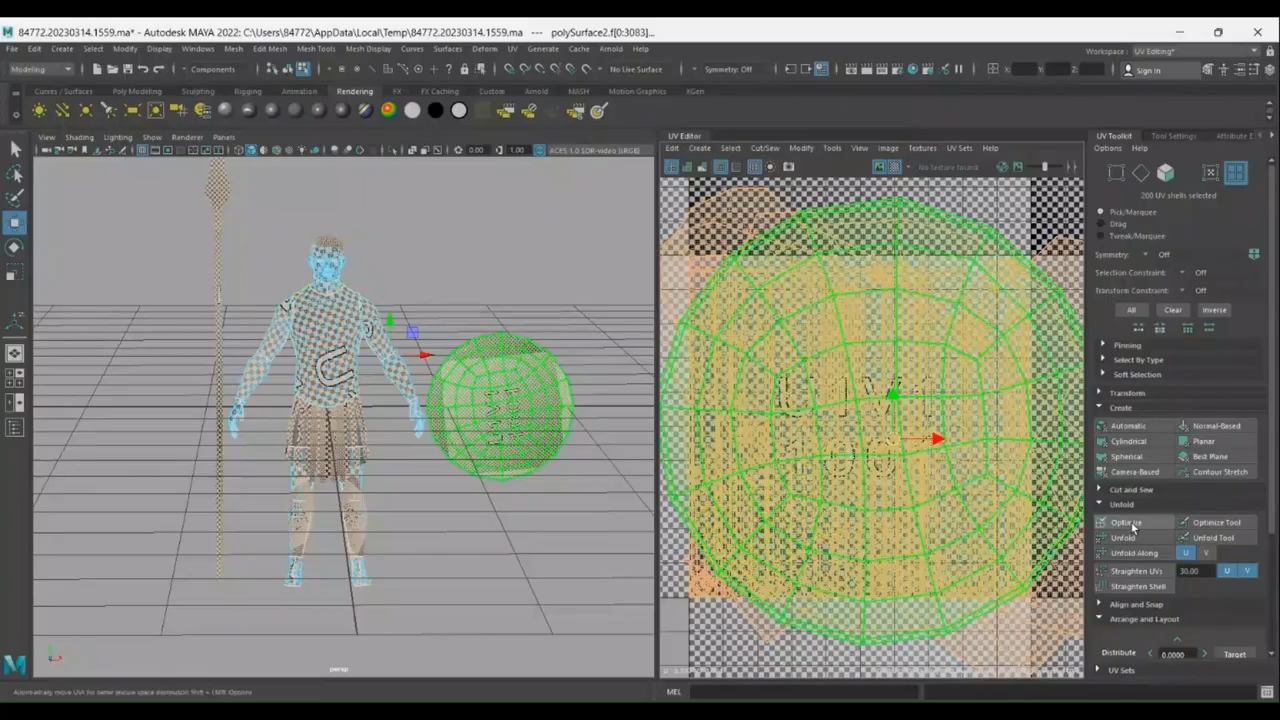 84772.20230314.1559.ma* - Autodesk MAYA 2022: C:\Users\84772\AppData\Local\Temp\84772.20230314.1559.ma --- polySurface2.f[0:3083]...
File Edit Create Select Modify Display Windows Mesh Edit Mesh Mesh Tools Mesh Display Curves Surfaces Deform UV Generate Cache Arnold Help
Workspace: UV Editing*
Modeling Components No Live Surface Symmetry: Off Sign In
Curves / Surfaces Poly Modeling Sculpting Rigging Animation Rendering FX FX Caching Custom Arnold MASH Motion Graphics XGen
View Shading Lighting Show Renderer Panels
0.00 1.00 ACES 1.0 SDR-video (sRGB)
persp
UV Editor
Edit Create Select Cut/Sew Modify Tools View Image Textures UV Sets Help
No texture found
UV Toolkit Tool Settings Attribute E
Options Help
200 UV shells selected
Pick/Marquee
Drag
Tweak/Marquee
Symmetry: Off
Selection Constraint: Off
Transform Constraint: Off
All Clear Inverse
Pinning
Select By Type
Soft Selection
Transform
Create
Automatic Normal-Based
Cylindrical Planar
Spherical Best Plane
Camera-Based Contour Stretch
Cut and Sew
Unfold
Optimize Optimize Tool
Unfold Unfold Tool
Unfold Along U V
Straighten UVs 30.00 U V
Straighten Shell
Align and Snap
Arrange and Layout
Distribute 0.0000 Target
UV Sets
MEL